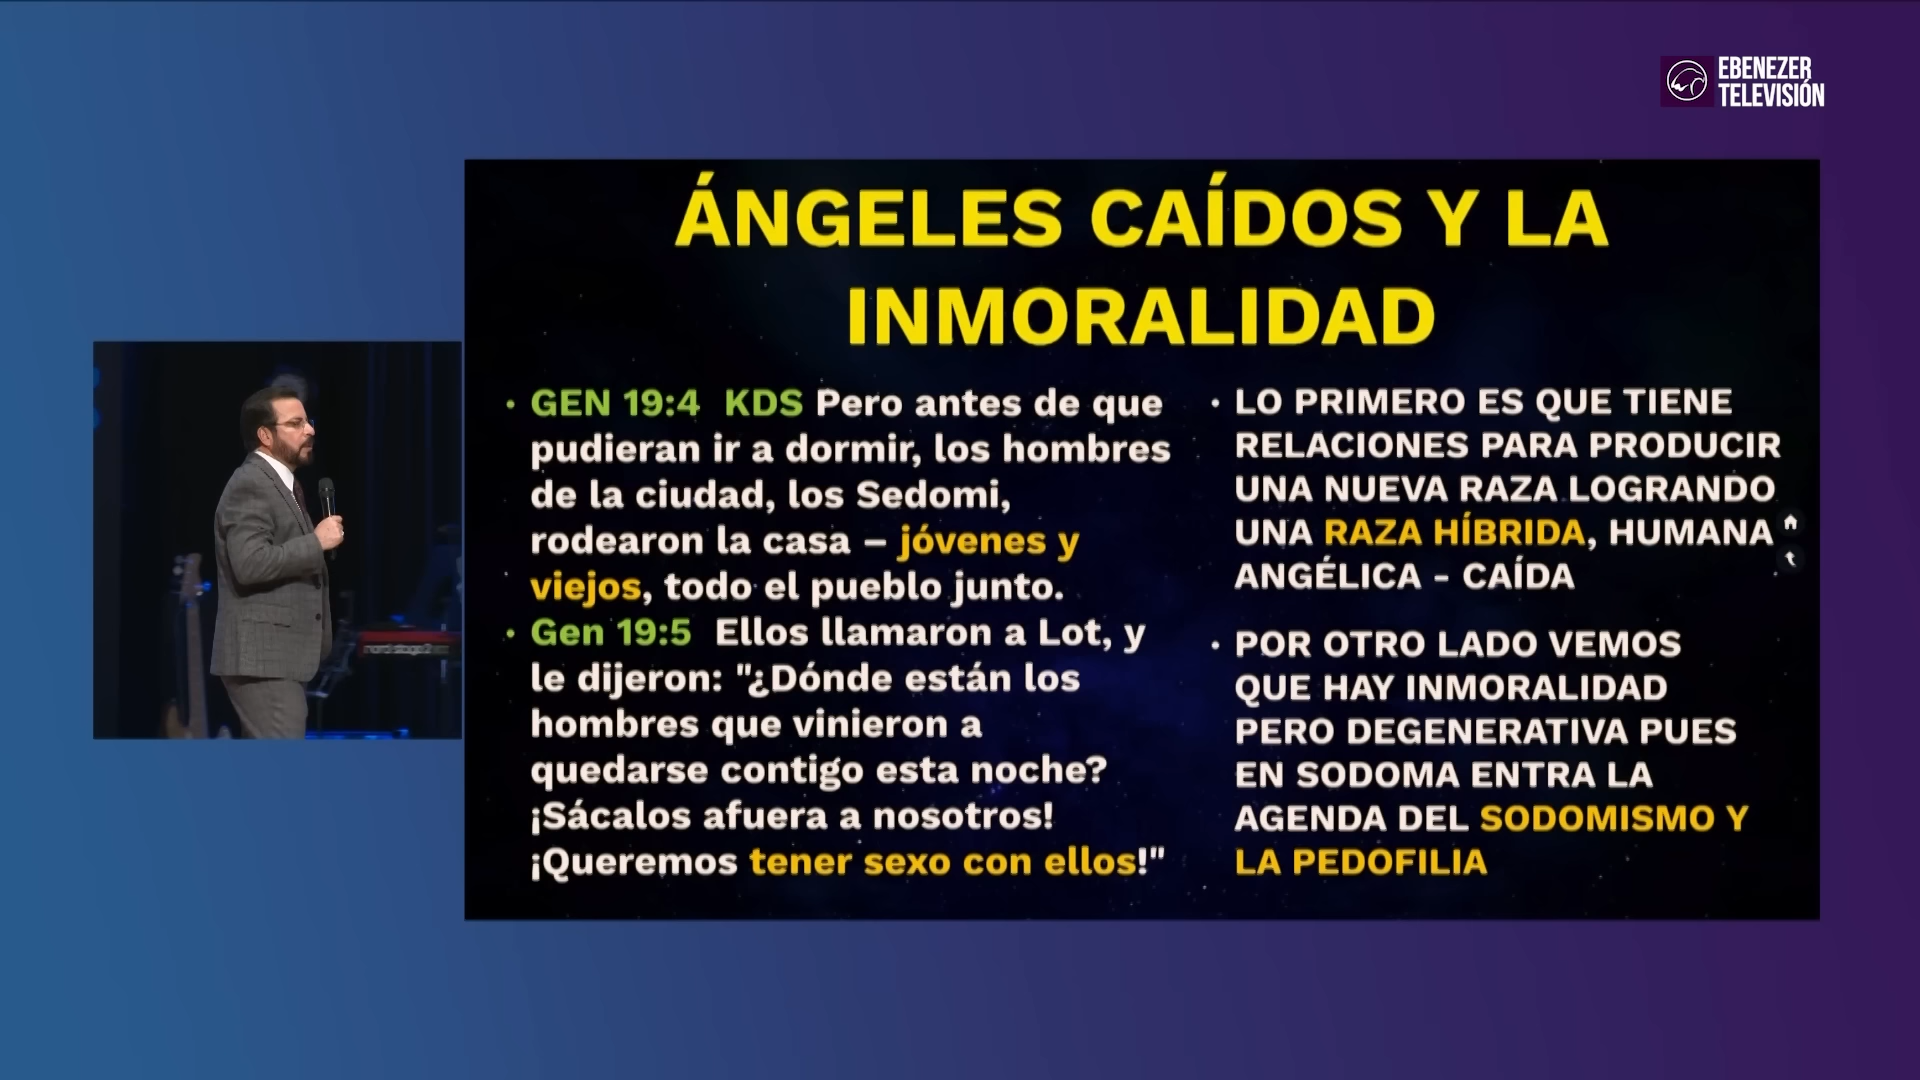 EBENEZER
TELEVISIÓN
ÁNGELES CAÍDOS Y LA
INMORALIDAD
• GEN 19:4 KDS Pero antes de que
pudieran ir a dormir, los hombres
de la ciudad, los Sedomi,
rodearon la casa – jóvenes y
viejos, todo el pueblo junto.
• Gen 19:5 Ellos llamaron a Lot, y
le dijeron: "¿Dónde están los
hombres que vinieron a
quedarse contigo esta noche?
¡Sácalos afuera a nosotros!
¡Queremos tener sexo con ellos!"
• LO PRIMERO ES QUE TIENE
RELACIONES PARA PRODUCIR
UNA NUEVA RAZA LOGRANDO
UNA RAZA HÍBRIDA, HUMANA
ANGÉLICA - CAÍDA
• POR OTRO LADO VEMOS
QUE HAY INMORALIDAD
PERO DEGENERATIVA PUES
EN SODOMA ENTRA LA
AGENDA DEL SODOMISMO Y
LA PEDOFILIA